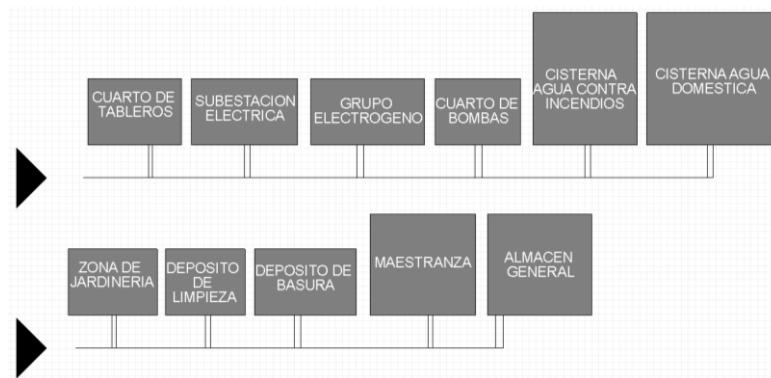 CUARTO DE
TABLEROS
SUBESTACION
ELECTRICA
GRUPO
ELECTROGENO
CUARTO DE
BOMBAS
CISTERNA
AGUA CONTRA
INCENDIOS
CISTERNA AGUA
DOMESTICA
ZONA DE
JARDINERIA
DEPOSITO
DE
LIMPIEZA
DEPOSITO DE
BASURA
MAESTRANZA
ALMACEN
GENERAL